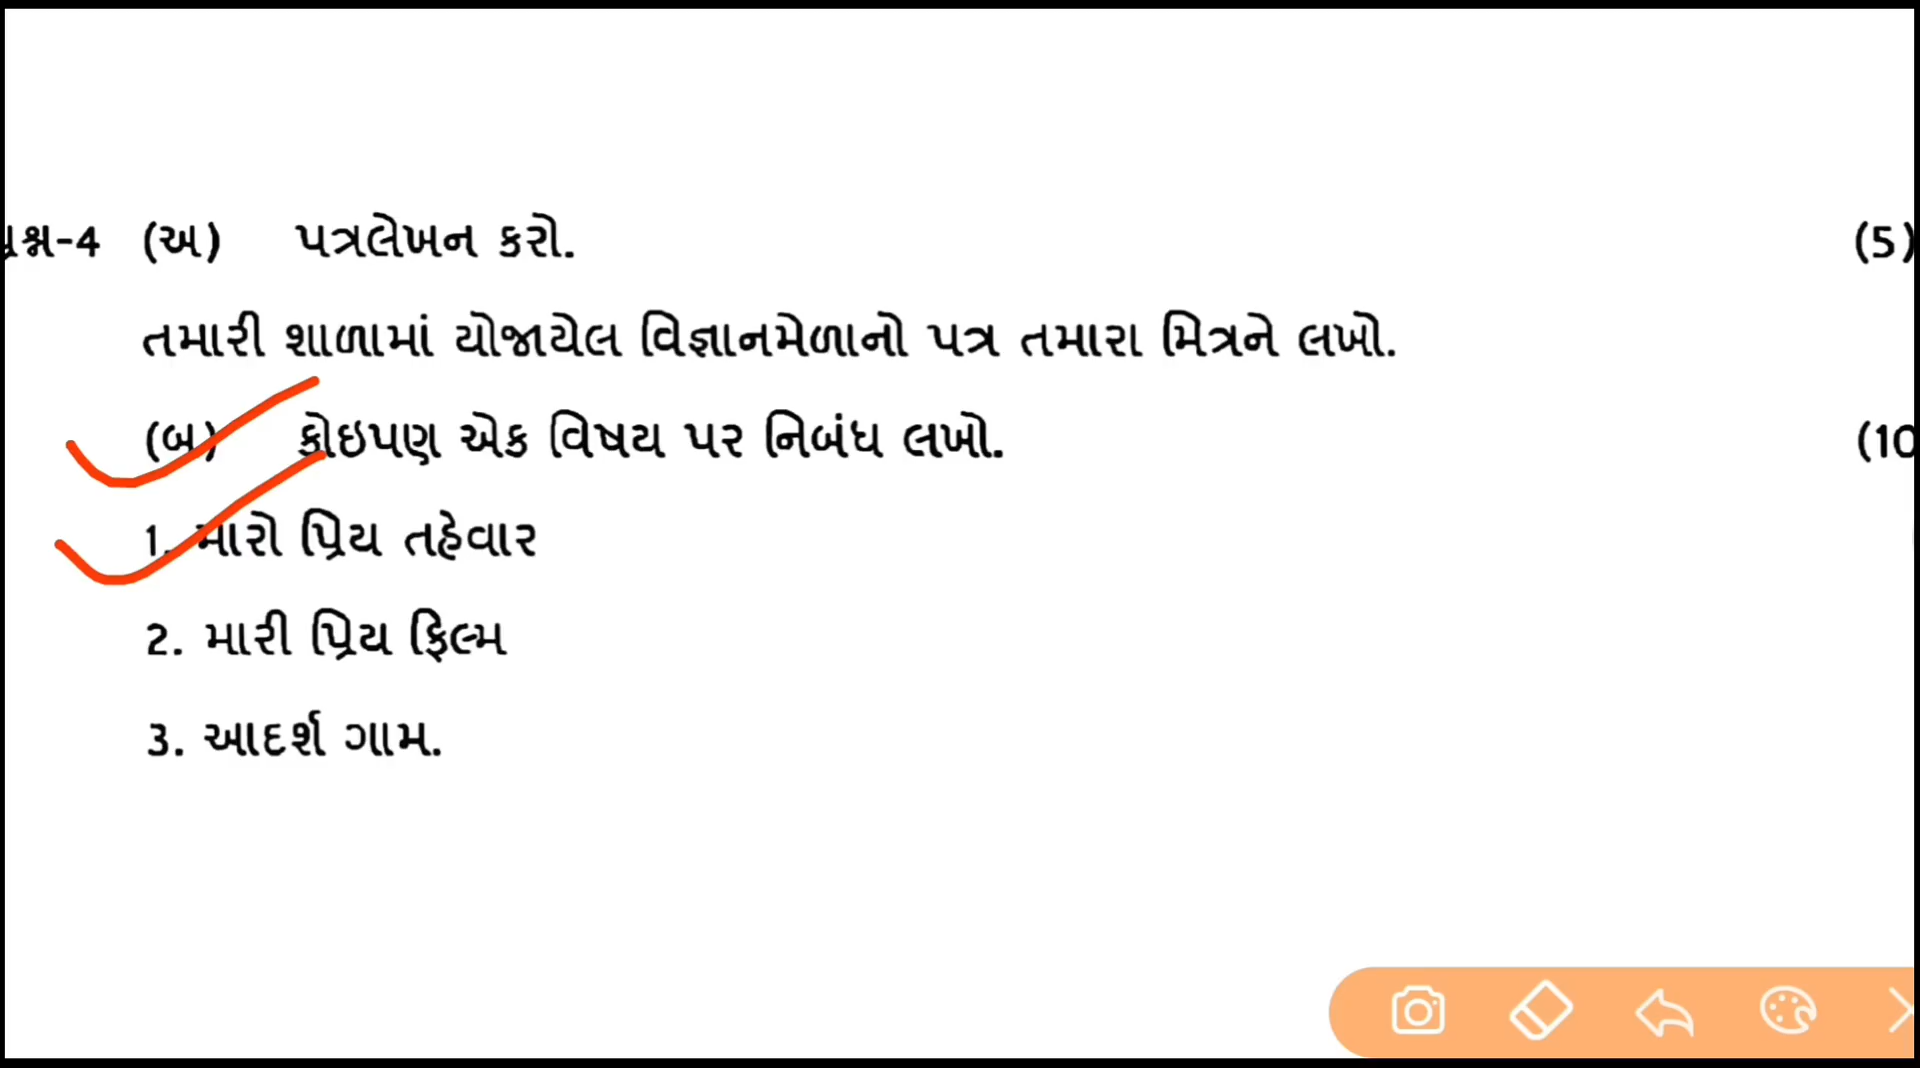 પ્રશ્ન-4 (અ) પત્રલેખન કરો. (5)
તમારી શાળામાં યોજાયેલ વિજ્ઞાનમેળાનો પત્ર તમારા મિત્રને લખો.
(બ) કોઇપણ એક વિષય પર નિબંધ લખો. (10
1. મારો પ્રિય તહેવાર
2. મારી પ્રિય ફિલ્મ
3. આદર્શ ગામ.